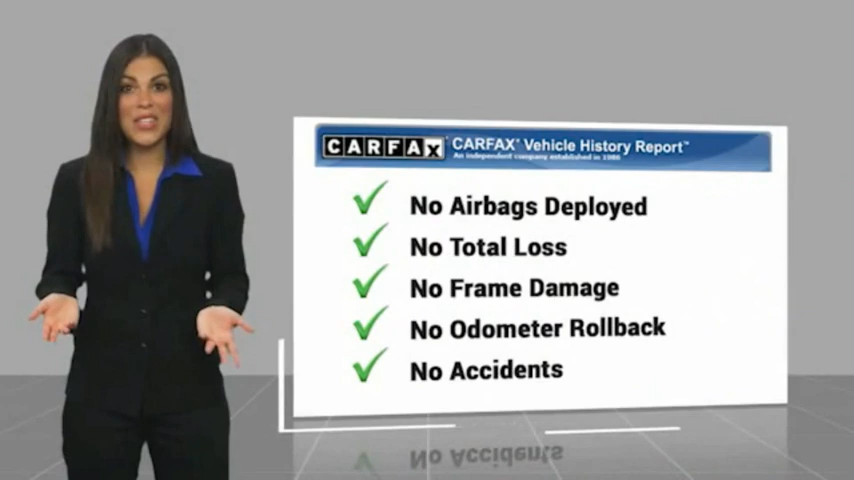 CARFAX CARFAX® Vehicle History Report™
An independent company established in 1986
No Airbags Deployed
No Total Loss
No Frame Damage
No Odometer Rollback
No Accidents
No Accidents